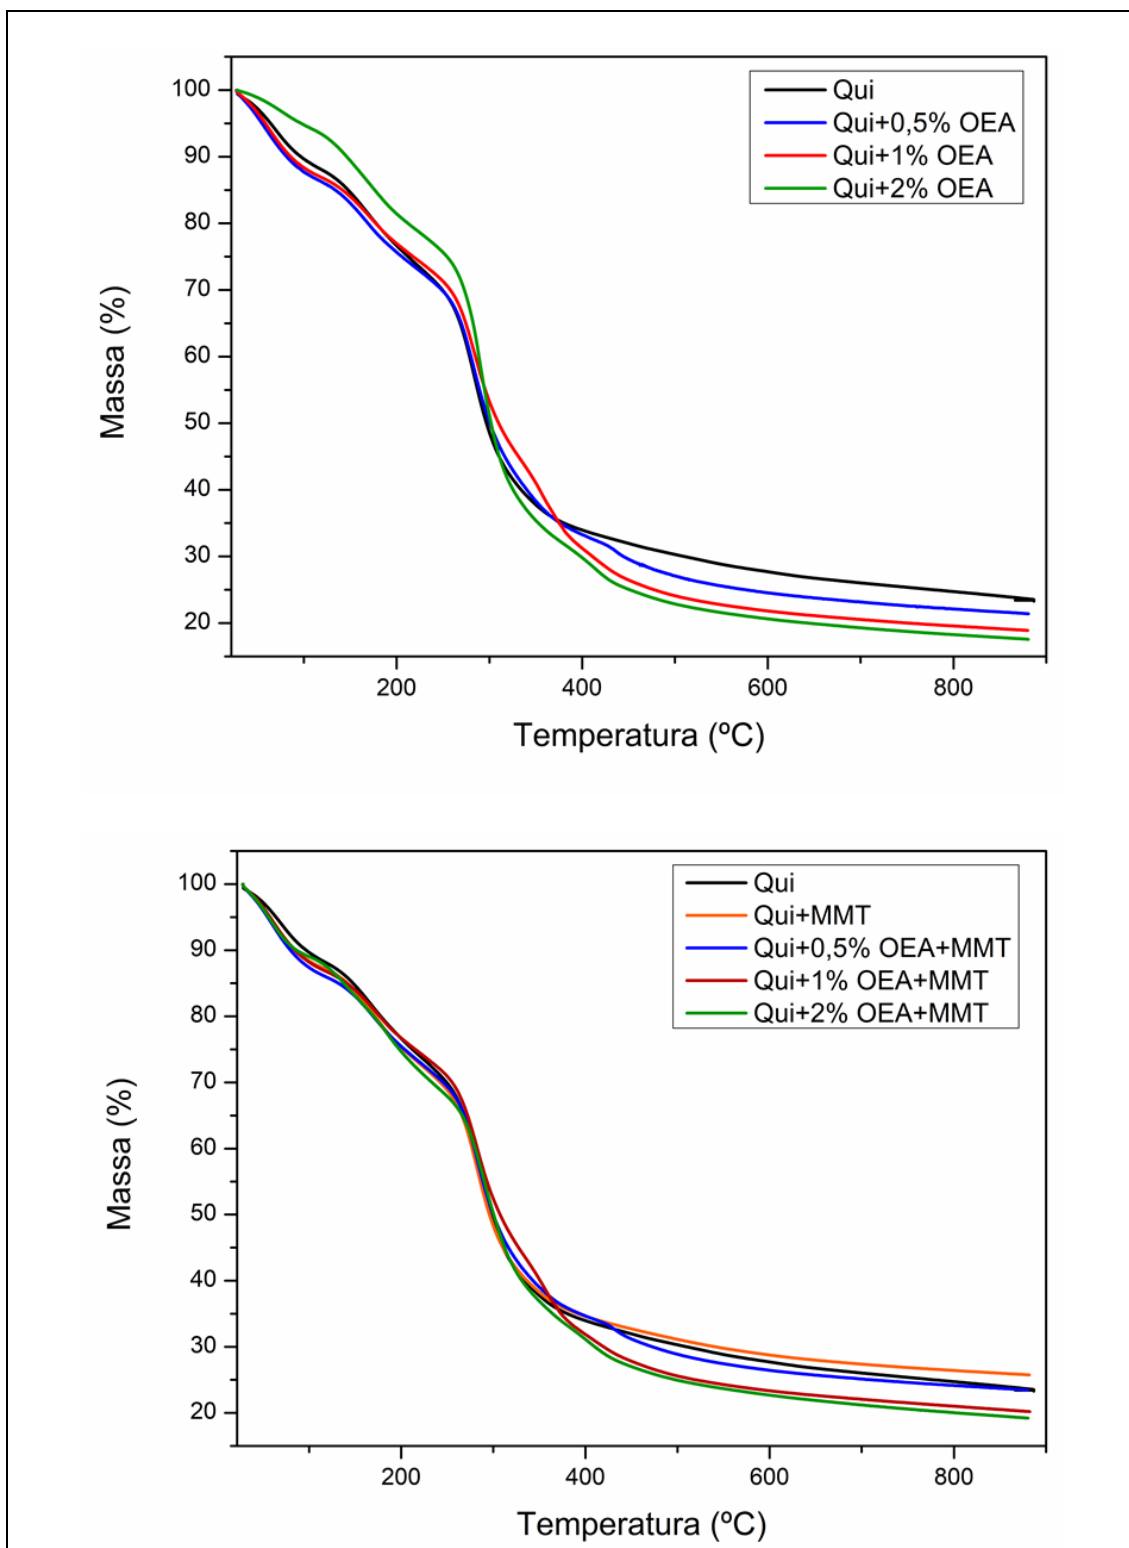 100
90
80
70
60
50
40
30
20
Massa (%)
Qui
Qui+0,5% OEA
Qui+1% OEA
Qui+2% OEA
200
400
600
800
Temperatura (ºC)
100
90
80
70
60
50
40
30
20
Massa (%)
Qui
Qui+MMT
Qui+0,5% OEA+MMT
Qui+1% OEA+MMT
Qui+2% OEA+MMT
200
400
600
800
Temperatura (ºC)